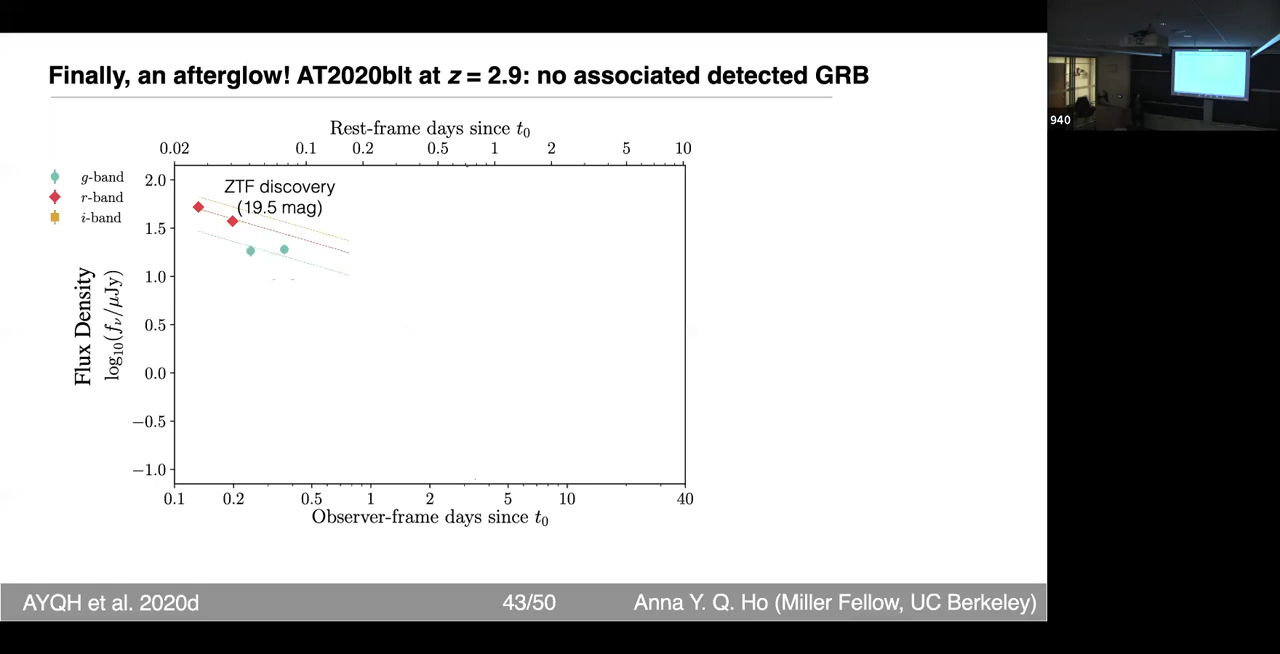 Finally, an afterglow! AT2020blt at z = 2.9: no associated detected GRB
940
Rest-frame days since t0
0.02 0.1 0.2 0.5 1 2 5 10
g-band
r-band
i-band
ZTF discovery
(19.5 mag)
Flux Density
log10(fν/μJy)
2.0
1.5
1.0
0.5
0.0
−0.5
−1.0
0.1 0.2 0.5 1 2 5 10 40
Observer-frame days since t0
AYQH et al. 2020d 43/50 Anna Y. Q. Ho (Miller Fellow, UC Berkeley)